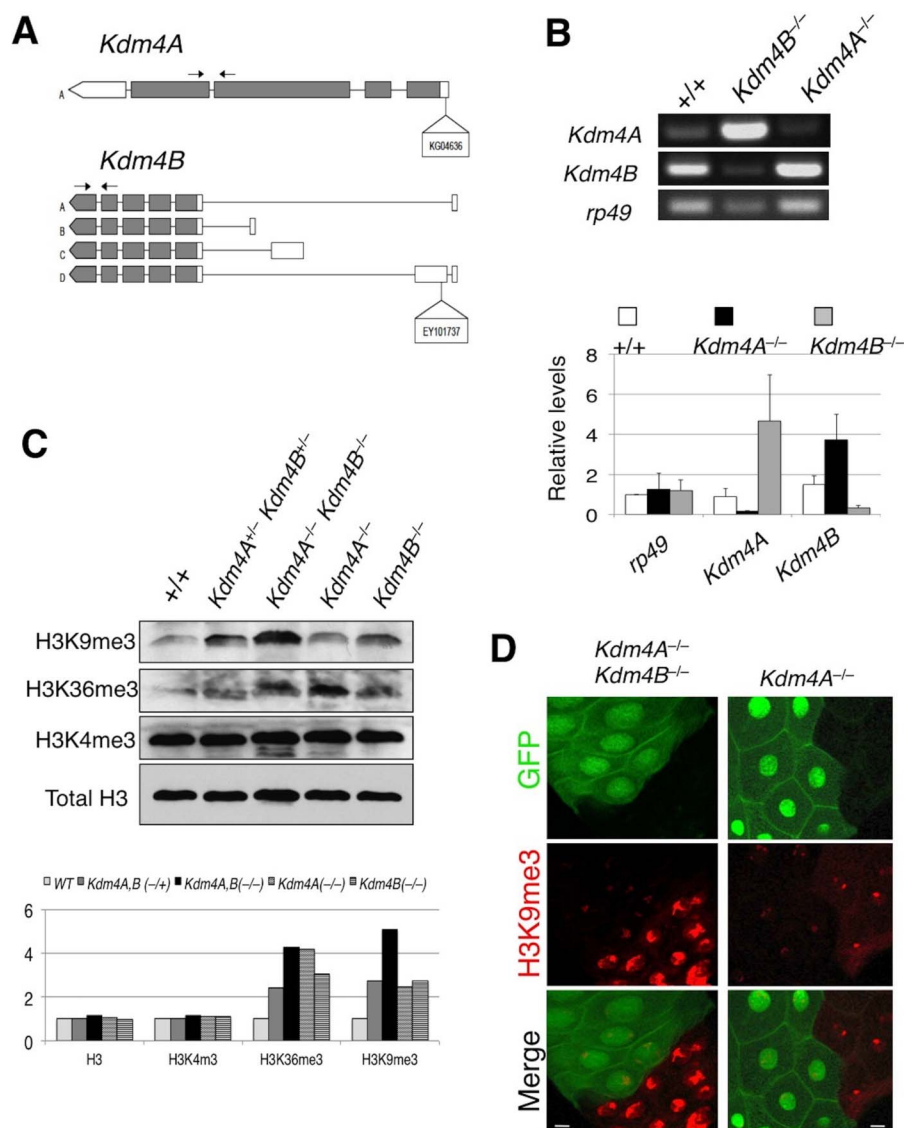 A
Kdm4A
A
KG04636
Kdm4B
A
B
C
D
EY101737
B
+/+ Kdm4B–/– Kdm4A–/–
Kdm4A
Kdm4B
rp49
+/+ Kdm4A–/– Kdm4B–/–
Relative levels
8
6
4
2
0
rp49 Kdm4A Kdm4B
C
+/+ Kdm4A+/– Kdm4B+/– Kdm4A–/– Kdm4B–/– Kdm4A–/– Kdm4B–/–
H3K9me3
H3K36me3
H3K4me3
Total H3
WT Kdm4A,B (–/+) Kdm4A,B(–/–) Kdm4A(–/–) Kdm4B(–/–)
6
4
2
0
H3 H3K4m3 H3K36me3 H3K9me3
D
Kdm4A–/–
Kdm4B–/–
Kdm4A–/–
GFP
H3K9me3
Merge